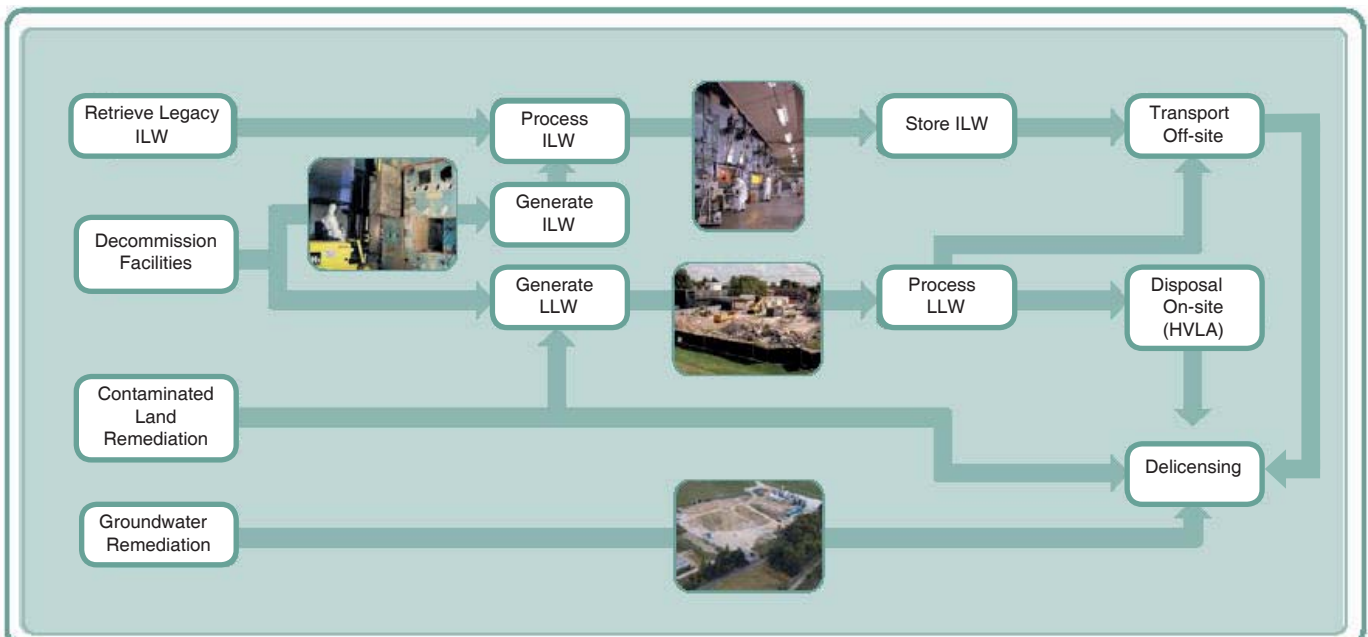 Retrieve Legacy
ILW
Process
ILW
Store ILW
Transport
Off-site
Generate
ILW
Decommission
Facilities
Generate
LLW
Process
LLW
Disposal
On-site
(HVLA)
Contaminated
Land
Remediation
Delicensing
Groundwater
Remediation